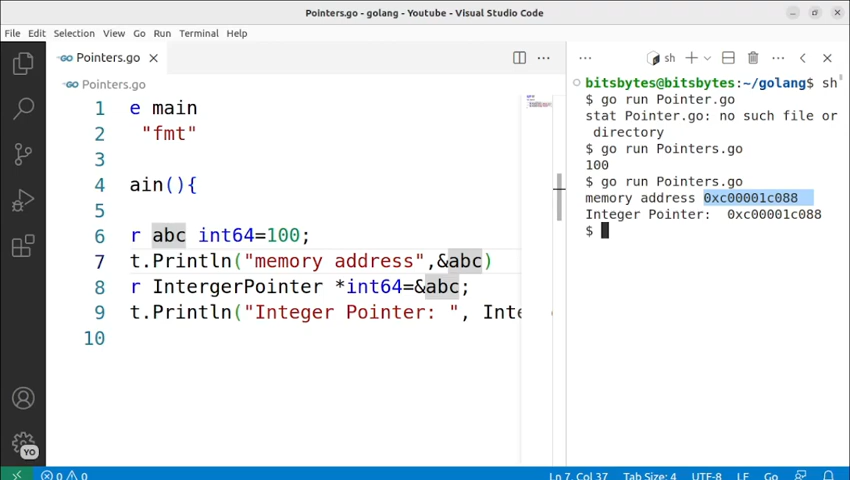 Pointers.go - golang - Youtube - Visual Studio Code
File Edit Selection View Go Run Terminal Help
Pointers.go
Pointers.go
1 e main
2 "fmt"
3
4 ain(){
5
6 r abc int64=100;
7 t.Println("memory address",&abc)
8 r IntergerPointer *int64=&abc;
9 t.Println("Integer Pointer: ", Inte
10
sh
bitsbytes@bitsbytes:~/golang$ sh
$ go run Pointer.go
stat Pointer.go: no such file or
directory
$ go run Pointers.go
100
$ go run Pointers.go
memory address 0xc00001c088
Integer Pointer:  0xc00001c088
$
YO
0 0 Ln 7, Col 37 Tab Size: 4 UTF-8 LF Go